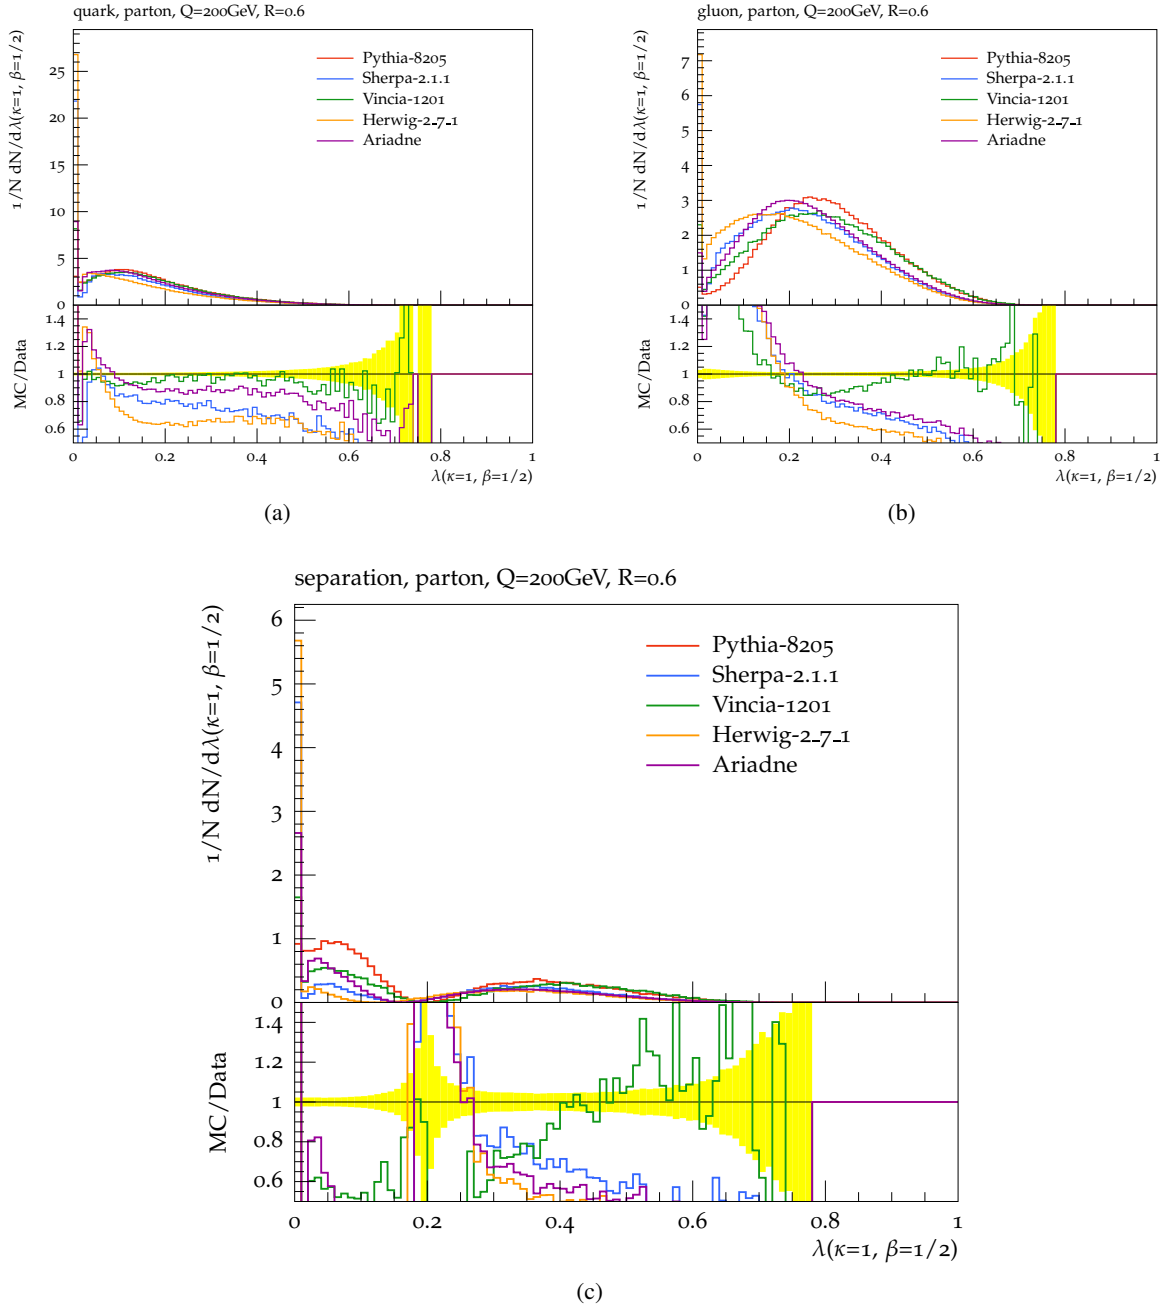 quark, parton, Q=200GeV, R=0.6
1/N dN/dλ(κ=1, β=1/2)
25
20
15
10
5
0
Pythia-8205
Sherpa-2.1.1
Vincia-1201
Herwig-2_7_1
Ariadne
MC/Data
1.4
1.2
1
0.8
0.6
0 0.2 0.4 0.6 0.8 1
λ(κ=1, β=1/2)
(a)
gluon, parton, Q=200GeV, R=0.6
1/N dN/dλ(κ=1, β=1/2)
7
6
5
4
3
2
1
0
Pythia-8205
Sherpa-2.1.1
Vincia-1201
Herwig-2_7_1
Ariadne
MC/Data
1.4
1.2
1
0.8
0.6
0 0.2 0.4 0.6 0.8 1
λ(κ=1, β=1/2)
(b)
separation, parton, Q=200GeV, R=0.6
1/N dN/dλ(κ=1, β=1/2)
6
5
4
3
2
1
0
Pythia-8205
Sherpa-2.1.1
Vincia-1201
Herwig-2_7_1
Ariadne
MC/Data
1.4
1.2
1
0.8
0.6
0 0.2 0.4 0.6 0.8 1
λ(κ=1, β=1/2)
(c)